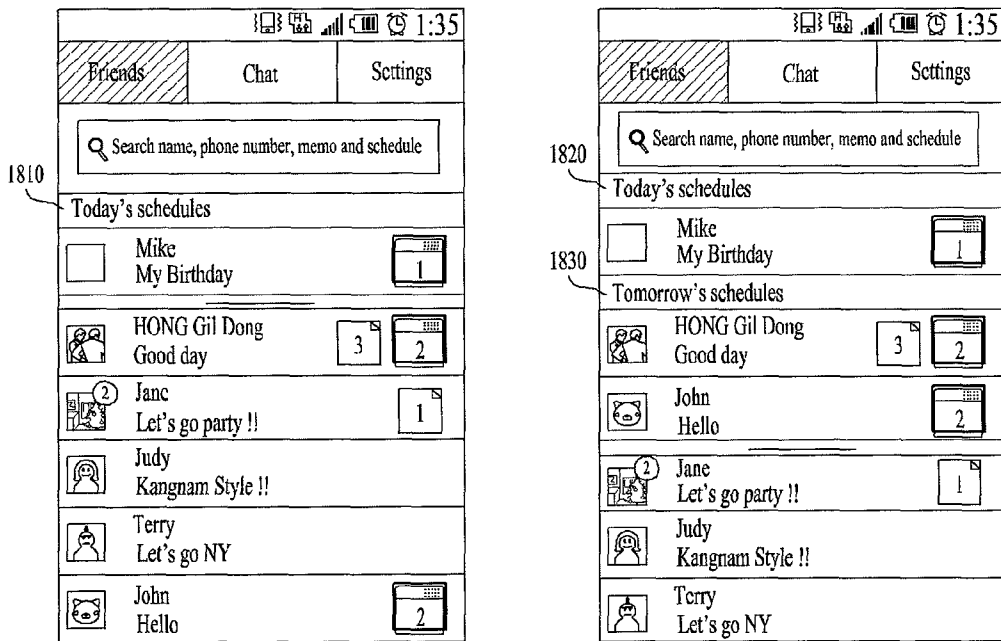 1:35
Friends Chat Settings
Search name, phone number, memo and schedule
1810
Today's schedules
Mike
My Birthday
1
HONG Gil Dong
Good day
3 2
2
Jane
Let's go party !!
1
Judy
Kangnam Style !!
Terry
Let's go NY
John
Hello
2
1:35
Friends Chat Settings
Search name, phone number, memo and schedule
1820
Today's schedules
Mike
My Birthday
1
1830
Tomorrow's schedules
HONG Gil Dong
Good day
3 2
John
Hello
2
2
Jane
Let's go party !!
1
Judy
Kangnam Style !!
Terry
Let's go NY